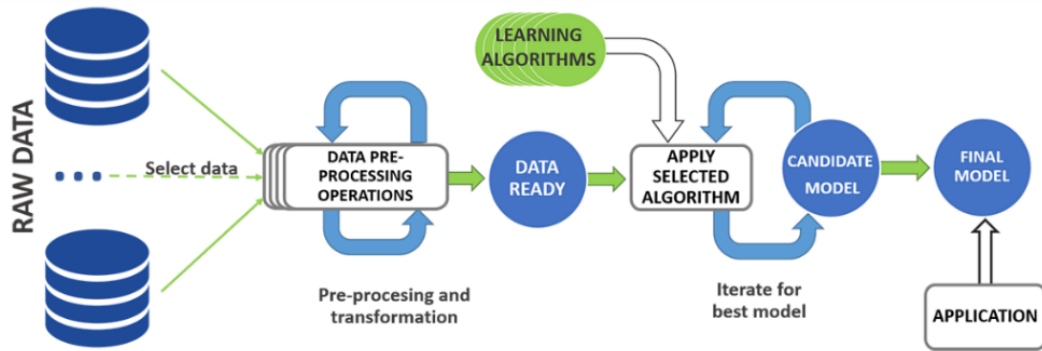 RAW DATA
Select data
DATA PRE-
PROCESSING
OPERATIONS
Pre-procesing and
transformation
DATA
READY
LEARNING
ALGORITHMS
APPLY
SELECTED
ALGORITHM
Iterate for
best model
CANDIDATE
MODEL
FINAL
MODEL
APPLICATION